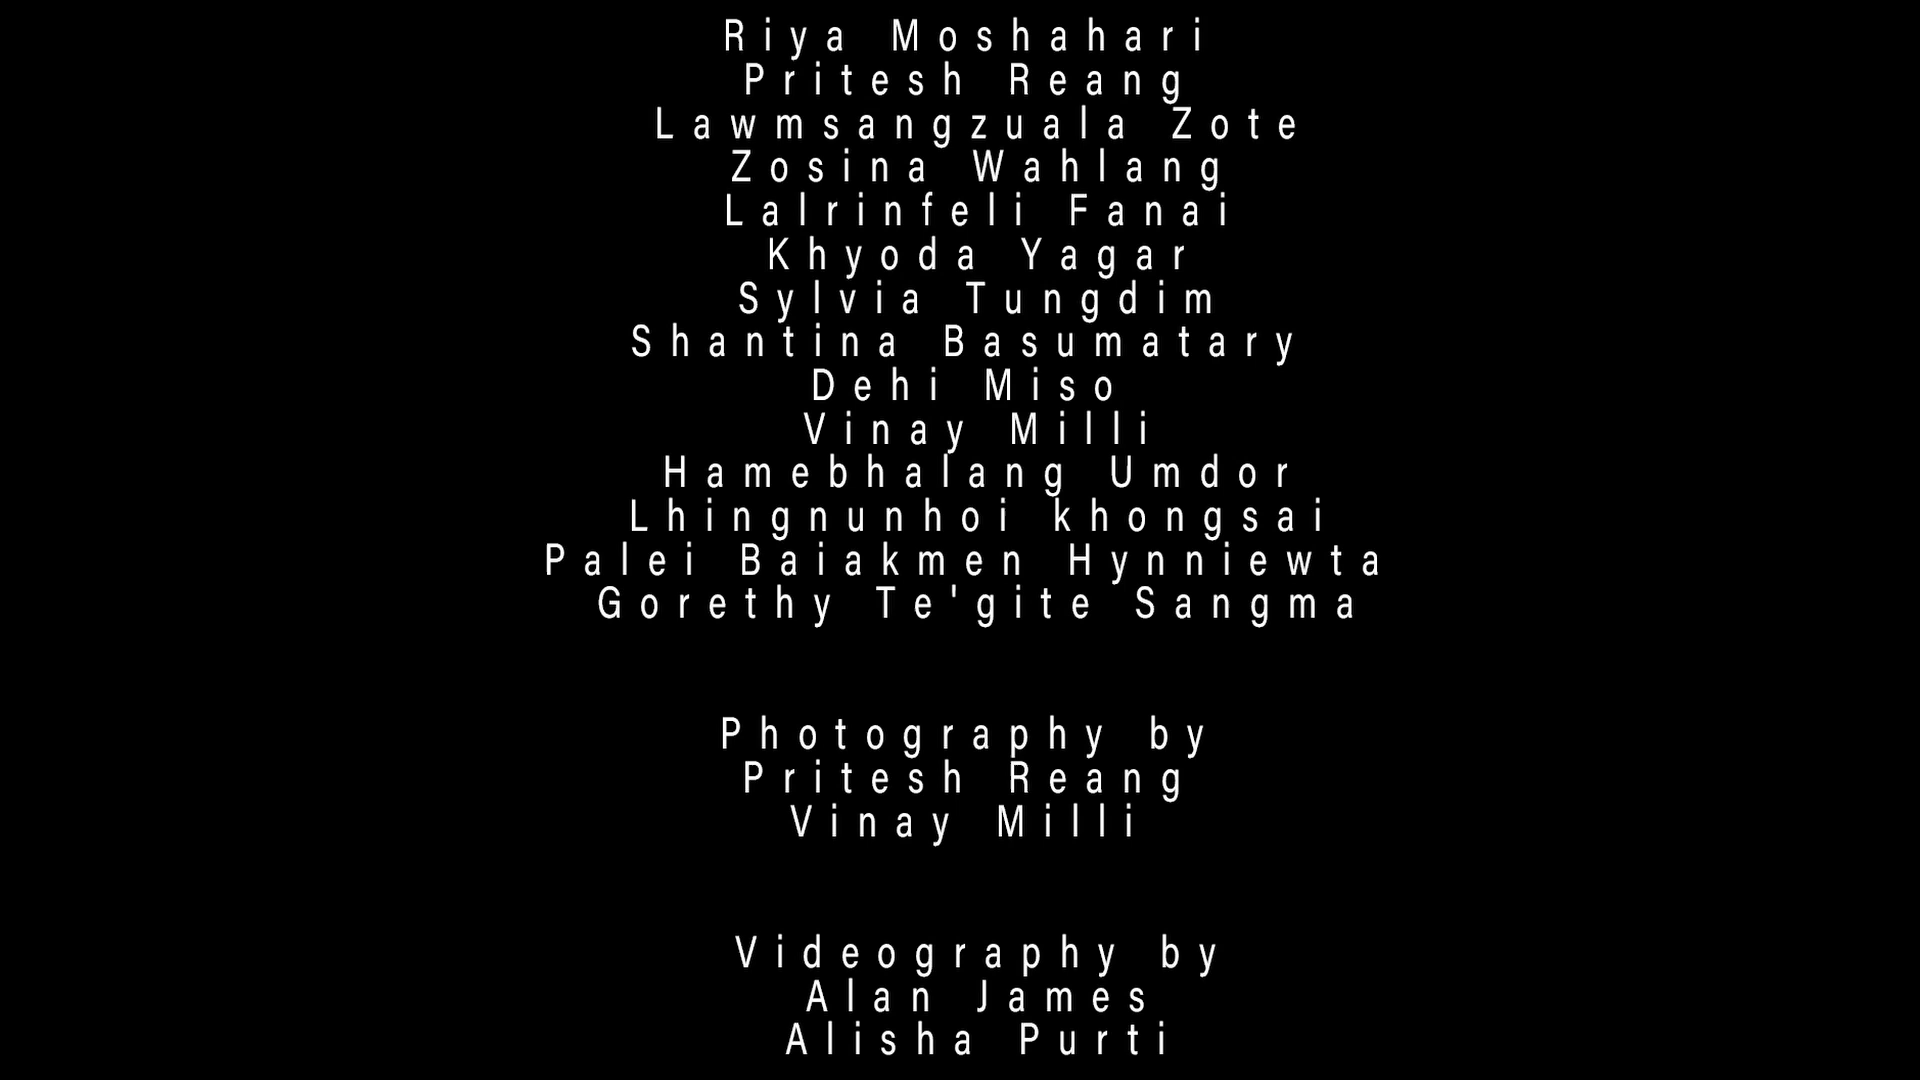 Riya Moshahari
Pritesh Reang
Lawmsangzuala Zote
Zosina Wahlang
Lalrinfeli Fanai
Khyoda Yagar
Sylvia Tungdim
Shantina Basumatary
Dehi Miso
Vinay Milli
Hamebhalang Umdor
Lhingnunhoi khongsai
Palei Baiakmen Hynniewta
Gorethy Te'gite Sangma
Photography by
Pritesh Reang
Vinay Milli
Videography by
Alan James
Alisha Purti